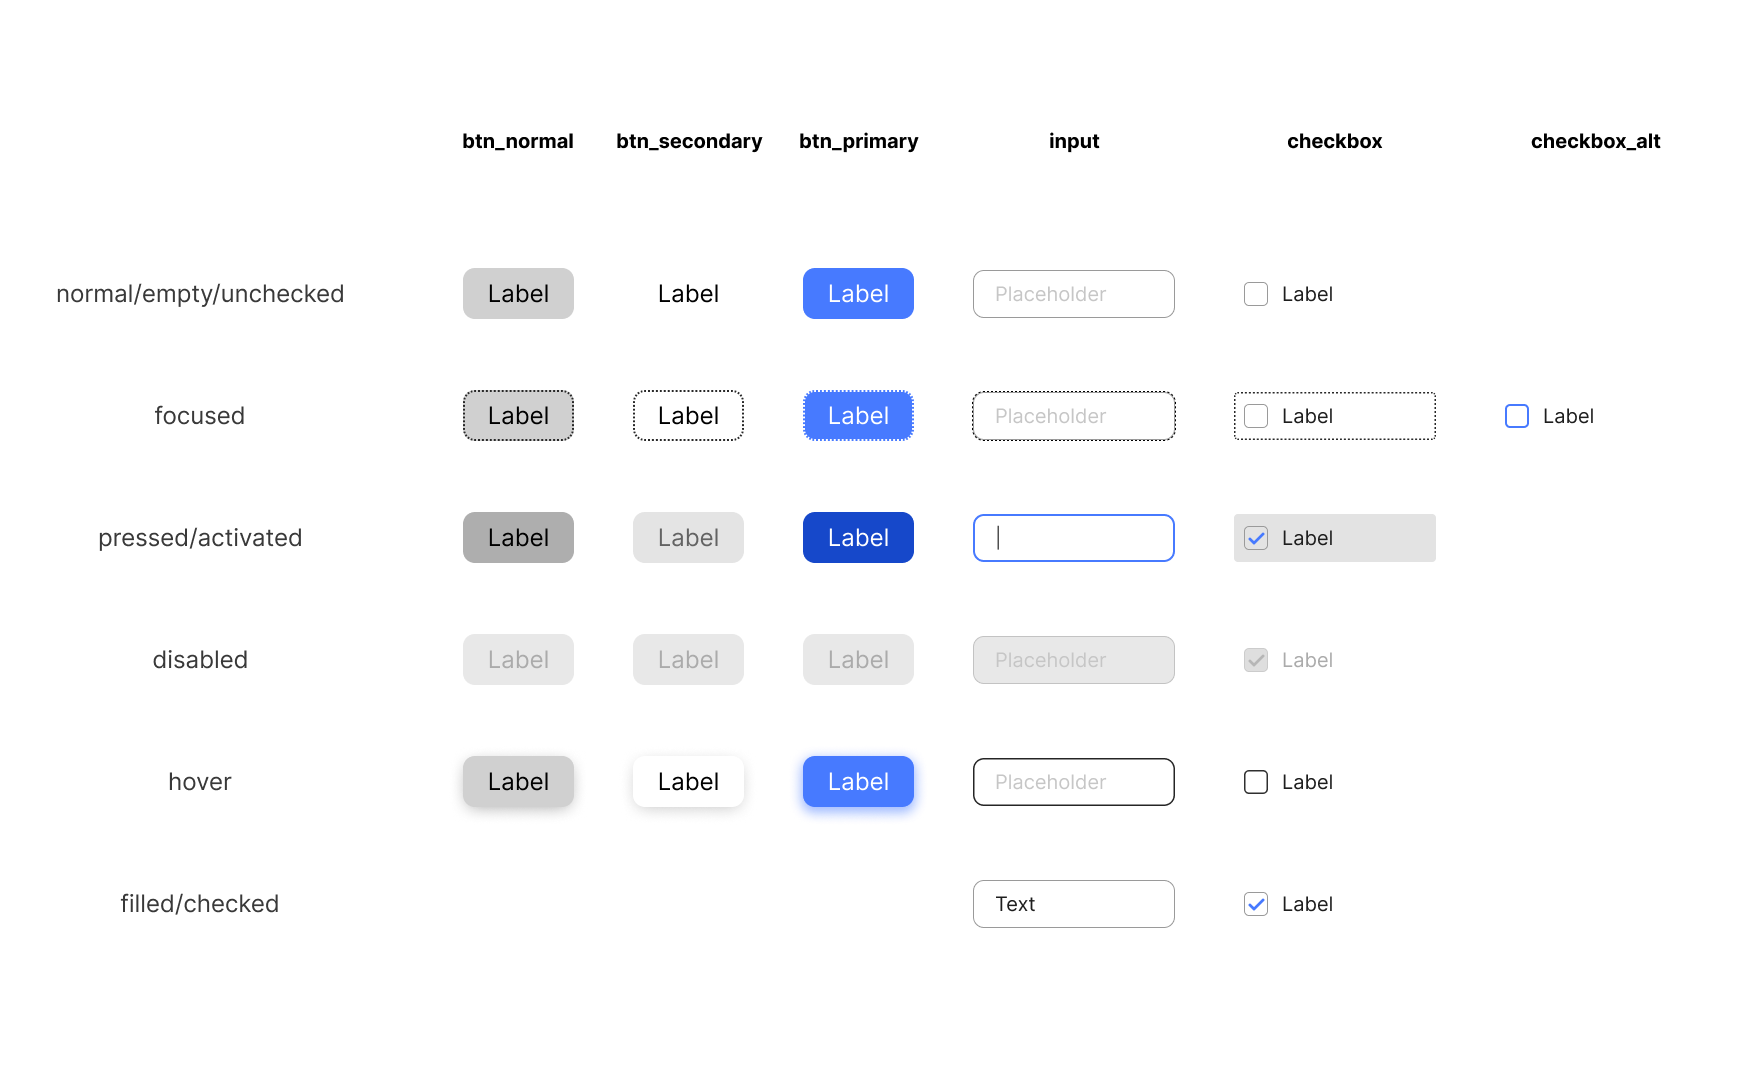 btn_normal btn_secondary btn_primary input checkbox checkbox_alt
normal/empty/unchecked Label Label Label Placeholder Label
focused Label Label Label Placeholder Label Label
pressed/activated Label Label Label Label
disabled Label Label Label Placeholder Label
hover Label Label Label Placeholder Label
filled/checked Text Label